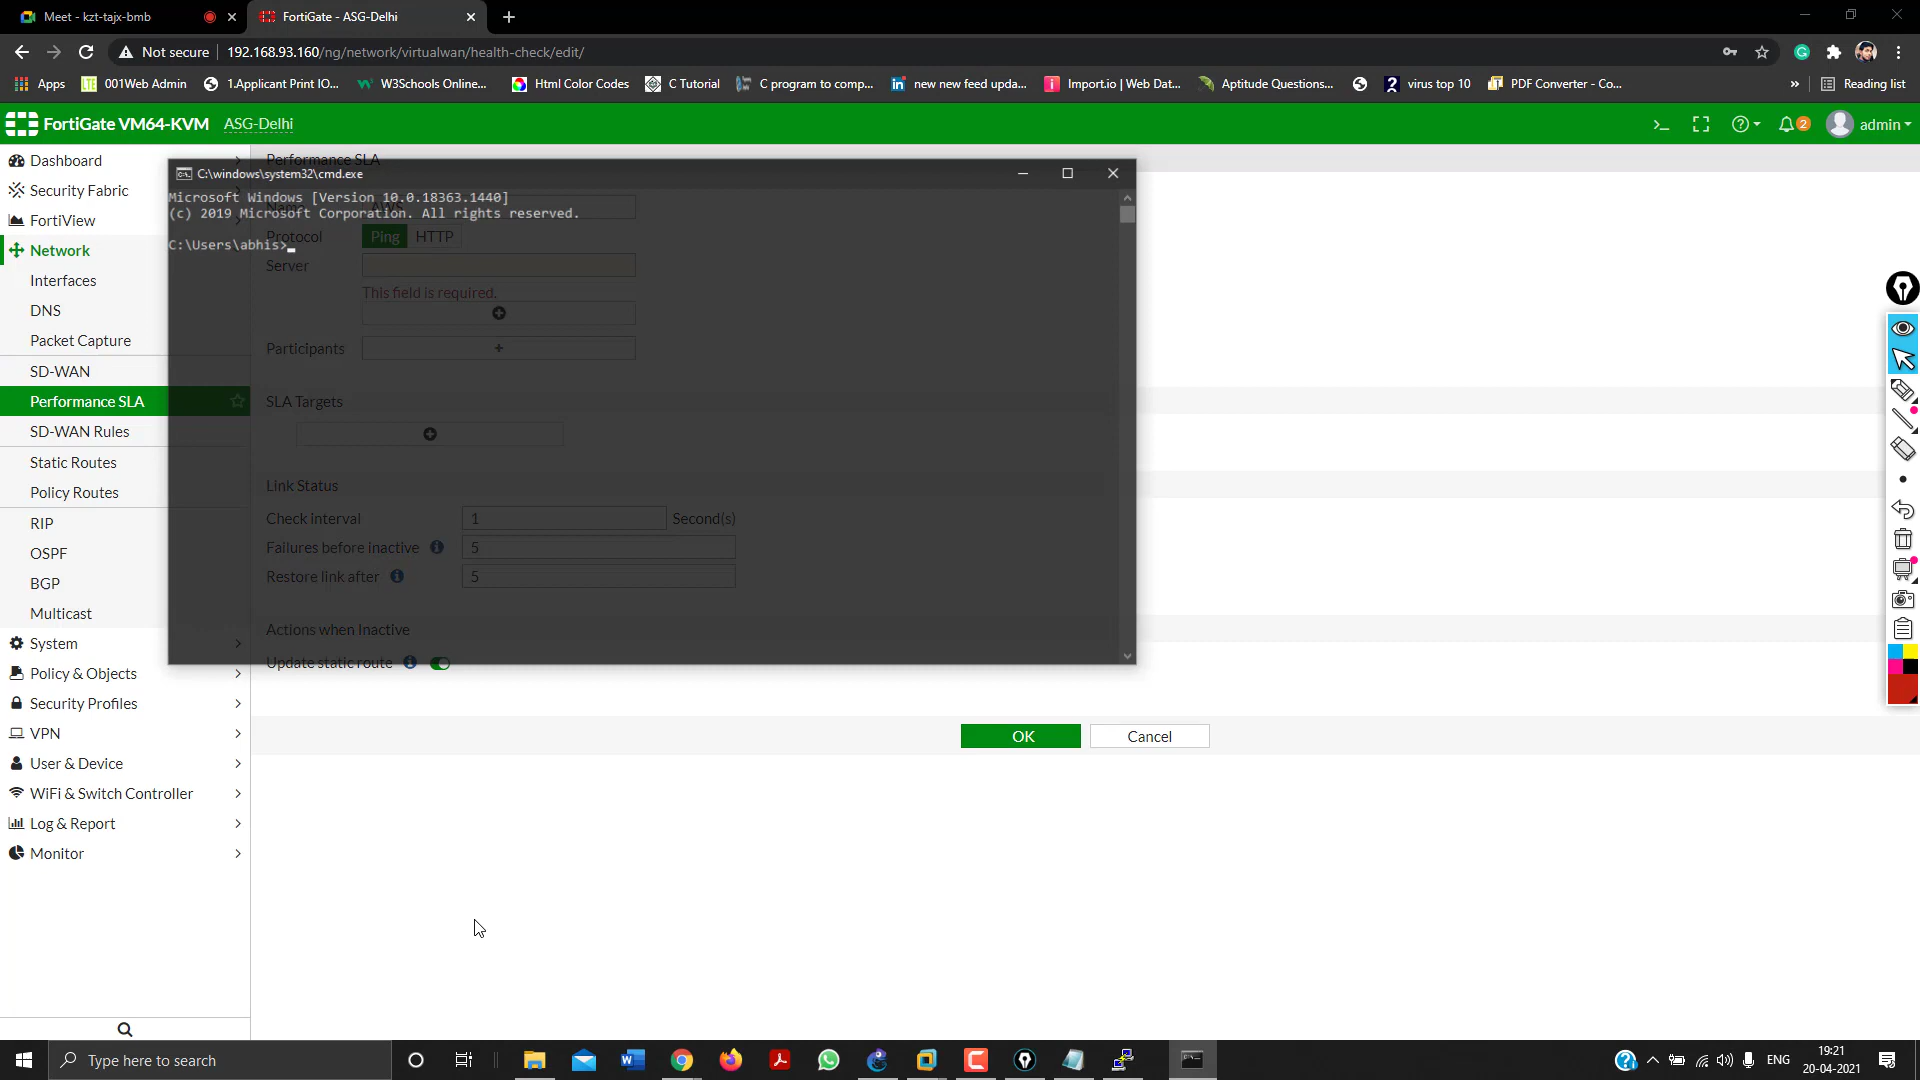 Meet - kzt-tajx-bmb
FortiGate - ASG-Delhi
Not secure
192.168.93.160/ng/network/virtualwan/health-check/edit/
Apps
001Web Admin
1.Applicant Print IO...
W3Schools Online...
Html Color Codes
C Tutorial
C program to comp...
new new feed upda...
Import.io | Web Dat...
Aptitude Questions...
virus top 10
PDF Converter - Co...
»
Reading list
FortiGate VM64-KVM
ASG-Delhi
2
admin
Dashboard
Security Fabric
FortiView
Network
Interfaces
DNS
Packet Capture
SD-WAN
Performance SLA
SD-WAN Rules
Static Routes
Policy Routes
RIP
OSPF
BGP
Multicast
System
Policy & Objects
Security Profiles
VPN
User & Device
WiFi & Switch Controller
Log & Report
Monitor
Performance SLA
C:\windows\system32\cmd.exe
Microsoft Windows [Version 10.0.18363.1440]
(c) 2019 Microsoft Corporation. All rights reserved.
C:\Users\abhis>
Name
AWS
Protocol
Ping
HTTP
Server
This field is required.
Participants
SLA Targets
Link Status
Check interval
1
Second(s)
Failures before inactive
5
Restore link after
5
Actions when Inactive
Update static route
OK
Cancel
Type here to search
ENG
19:21
20-04-2021